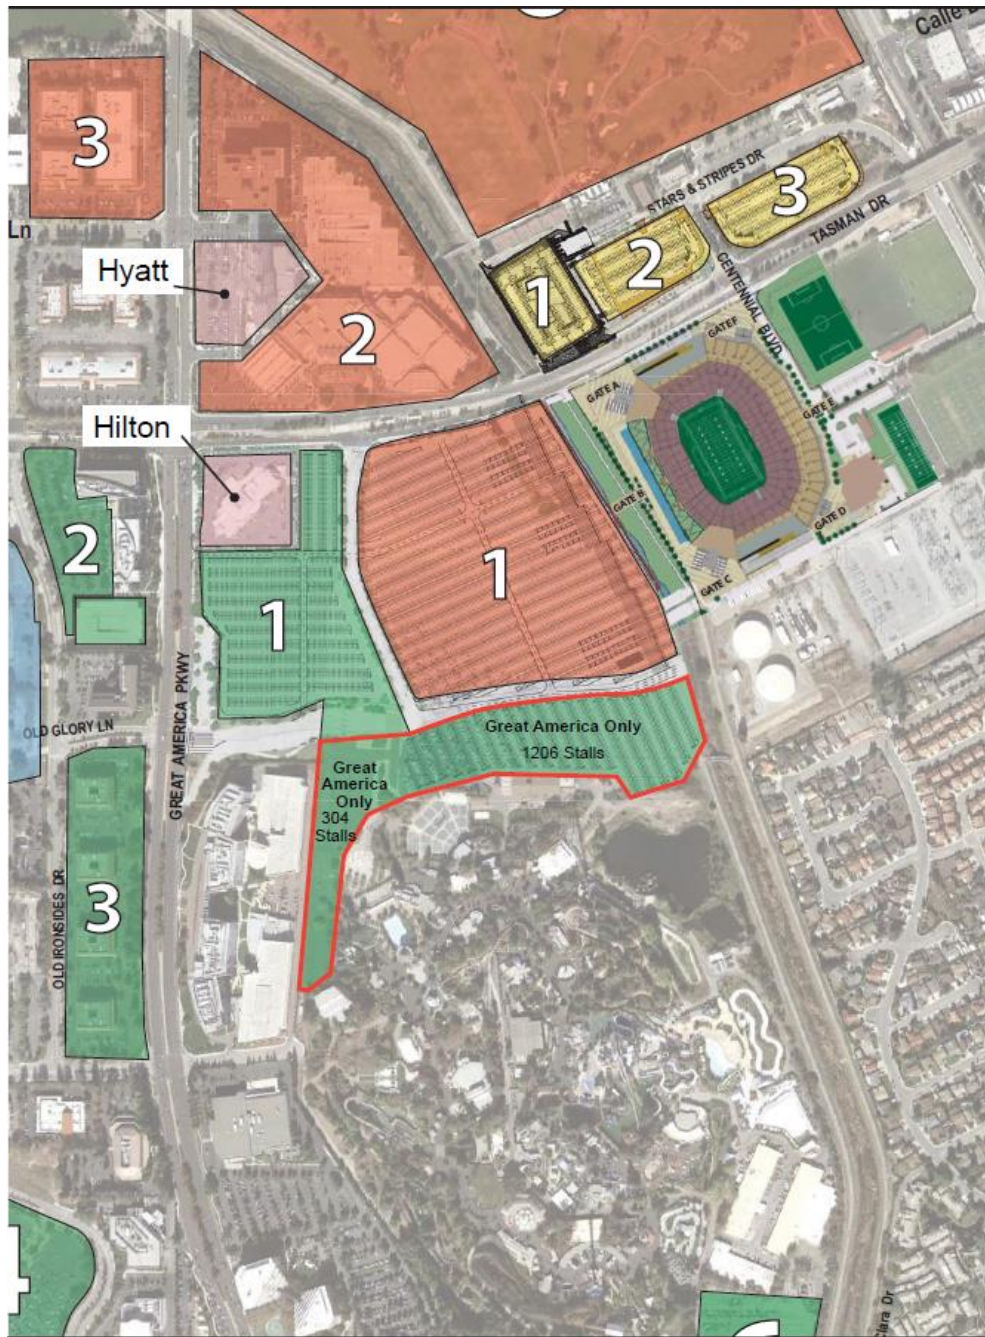 Calle
3
STARS & STRIPES DR
3
TASMAN DR
Ln
Hyatt
2
1
CENTENNIAL BLVD
2
GATE F
GATE A
GATE E
Hilton
GATE B
GATE D
2
1
1
GATE C
OLD GLORY LN
GREAT AMERICA PKWY
Great America Only
1206 Stalls
Great
America
Only
304
Stalls
3
OLD IRONSIDES DR
4